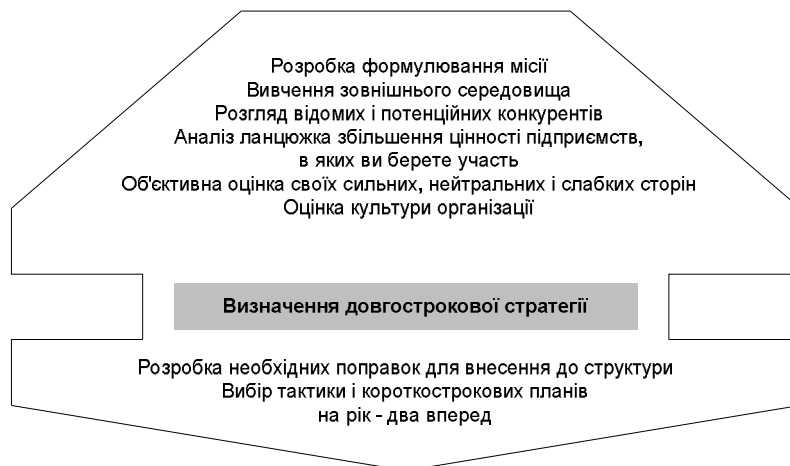 Розробка формулювання місії
Вивчення зовнішнього середовища
Розгляд відомих і потенційних конкурентів
Аналіз ланцюжка збільшення цінності підприємств,
в яких ви берете участь
Об'єктивна оцінка своїх сильних, нейтральних і слабких сторін
Оцінка культури організації
Визначення довгострокової стратегії
Розробка необхідних поправок для внесення до структури
Вибір тактики і короткострокових планів
на рік - два вперед